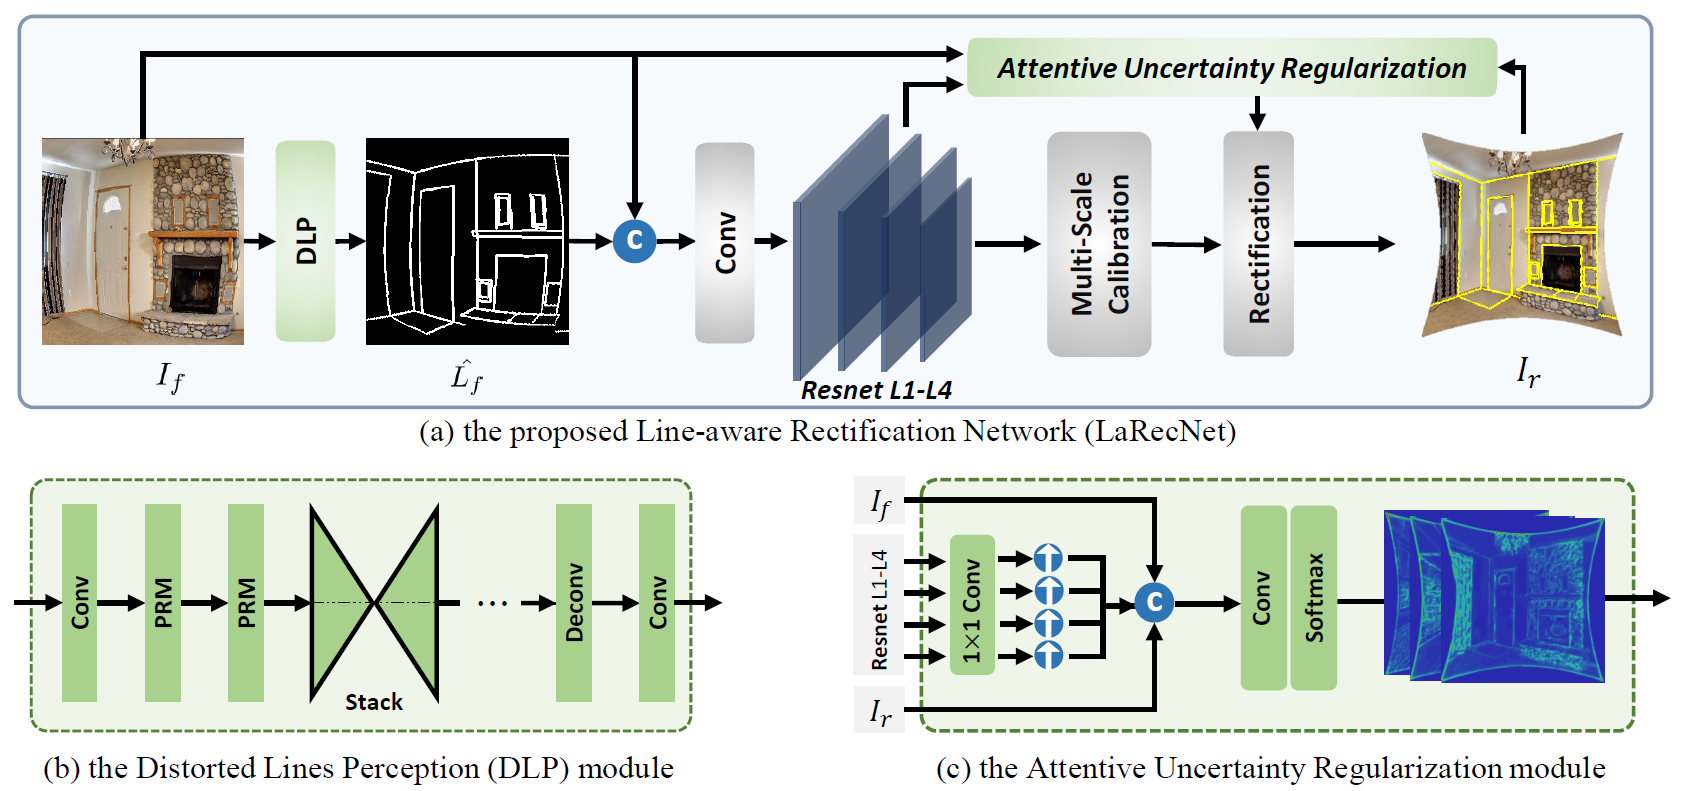 Attentive Uncertainty Regularization
DLP
C
Conv
Multi-Scale
Calibration
Rectification
I_f
L̂_f
Resnet L1-L4
I_r
(a) the proposed Line-aware Rectification Network (LaRecNet)
Conv
PRM
PRM
Stack
...
Deconv
Conv
(b) the Distorted Lines Perception (DLP) module
I_f
Resnet L1-L4
I_r
1×1 Conv
C
Conv
Softmax
(c) the Attentive Uncertainty Regularization module